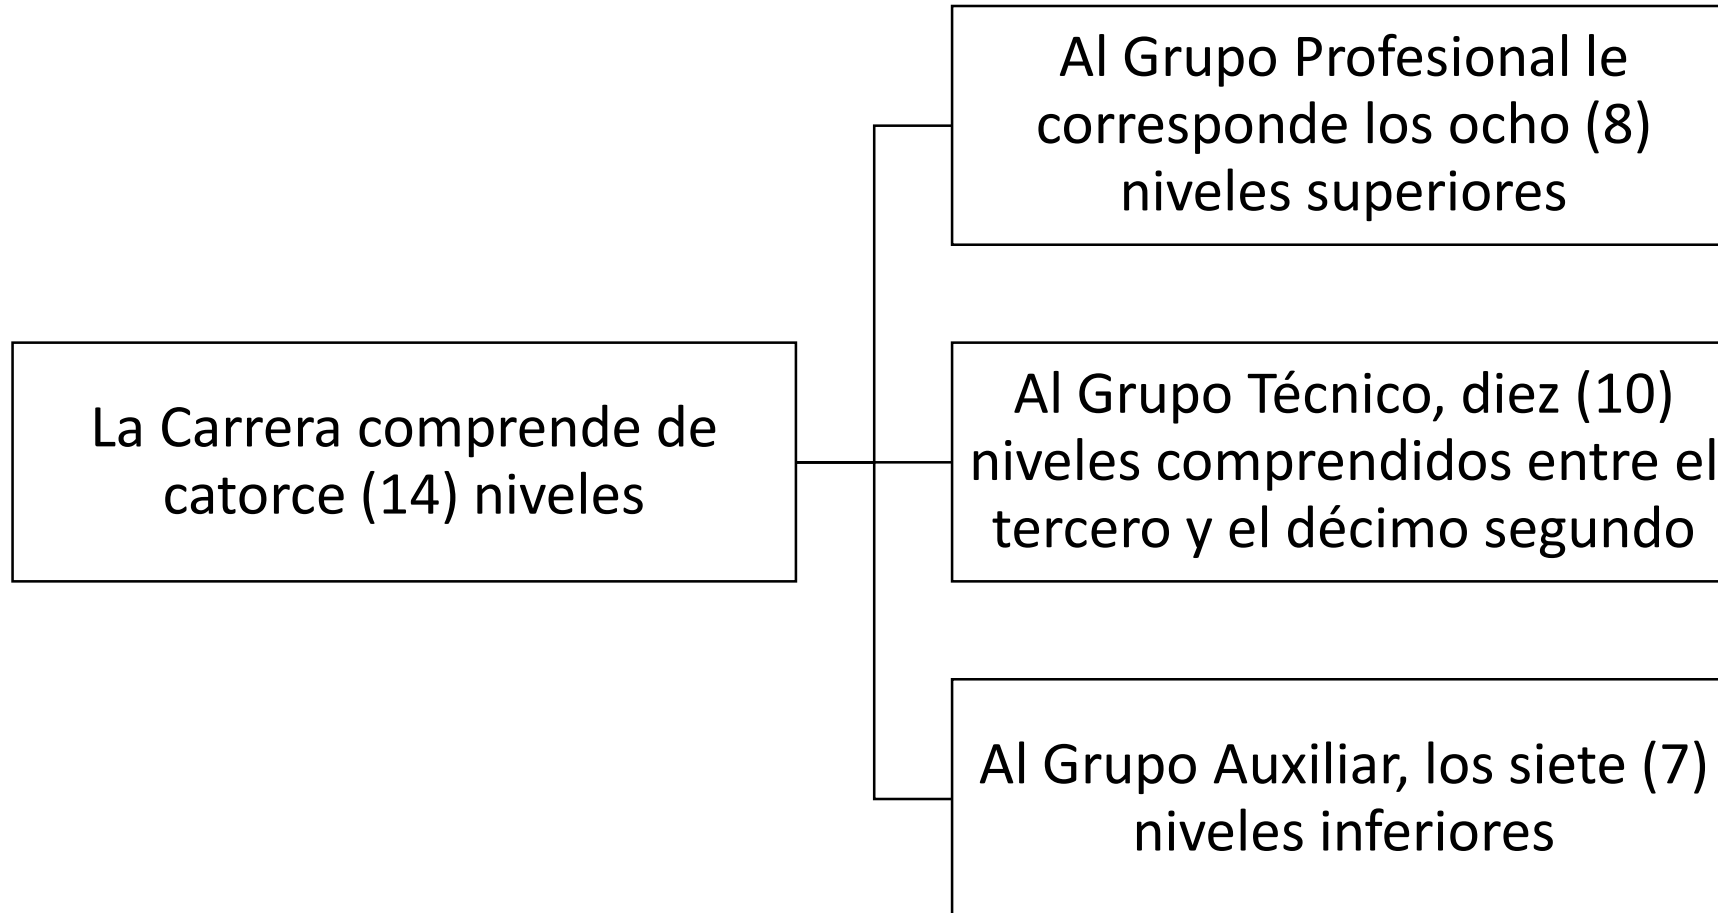 Al Grupo Profesional le
corresponde los ocho (8)
niveles superiores
La Carrera comprende de
catorce (14) niveles
Al Grupo Técnico, diez (10)
niveles comprendidos entre el
tercero y el décimo segundo
Al Grupo Auxiliar, los siete (7)
niveles inferiores